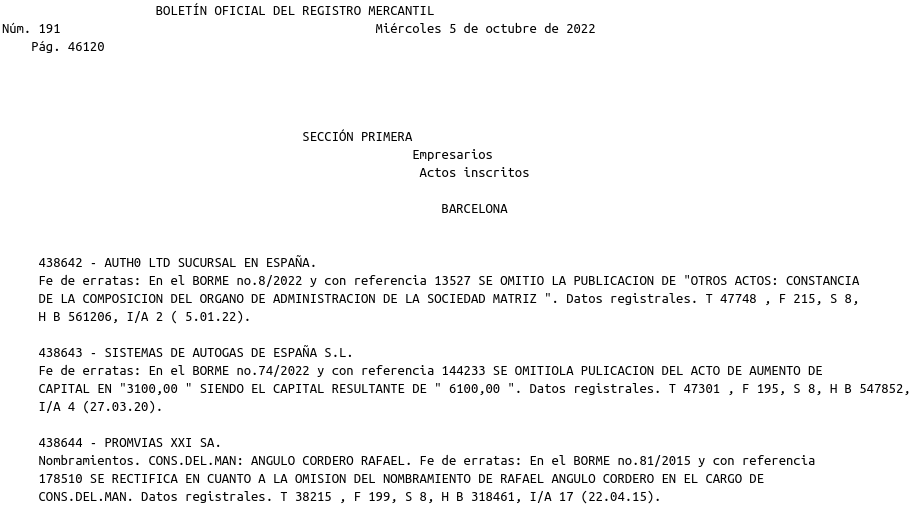 BOLETÍN OFICIAL DEL REGISTRO MERCANTIL
Núm. 191 Miércoles 5 de octubre de 2022
Pág. 46120
SECCIÓN PRIMERA
Empresarios
Actos inscritos
BARCELONA
438642 - AUTH0 LTD SUCURSAL EN ESPAÑA.
Fe de erratas: En el BORME no.8/2022 y con referencia 13527 SE OMITIO LA PUBLICACION DE "OTROS ACTOS: CONSTANCIA
DE LA COMPOSICION DEL ORGANO DE ADMINISTRACION DE LA SOCIEDAD MATRIZ ". Datos registrales. T 47748 , F 215, S 8,
H B 561206, I/A 2 ( 5.01.22).
438643 - SISTEMAS DE AUTOGAS DE ESPAÑA S.L.
Fe de erratas: En el BORME no.74/2022 y con referencia 144233 SE OMITIOLA PULICACION DEL ACTO DE AUMENTO DE
CAPITAL EN "3100,00 " SIENDO EL CAPITAL RESULTANTE DE " 6100,00 ". Datos registrales. T 47301 , F 195, S 8, H B 547852,
I/A 4 (27.03.20).
438644 - PROMVIAS XXI SA.
Nombramientos. CONS.DEL.MAN: ANGULO CORDERO RAFAEL. Fe de erratas: En el BORME no.81/2015 y con referencia
178510 SE RECTIFICA EN CUANTO A LA OMISION DEL NOMBRAMIENTO DE RAFAEL ANGULO CORDERO EN EL CARGO DE
CONS.DEL.MAN. Datos registrales. T 38215 , F 199, S 8, H B 318461, I/A 17 (22.04.15).